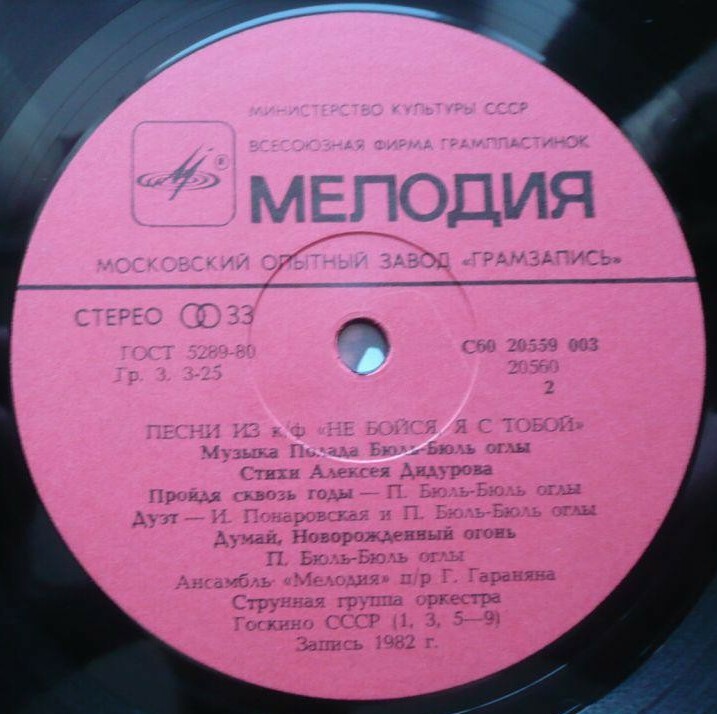 МИНИСТЕРСТВО КУЛЬТУРЫ СССР
ВСЕСОЮЗНАЯ ФИРМА ГРАМПЛАСТИНОК
®
МЕЛОДИЯ
МОСКОВСКИЙ ОПЫТНЫЙ ЗАВОД «ГРАМЗАПИСЬ»
СТЕРЕО 33
ГОСТ 5289-80
Гр. 3. 3-25
С60 20559 003
20560
2
ПЕСНИ ИЗ к/ф «НЕ БОЙСЯ, Я С ТОБОЙ»
Музыка Полада Бюль-Бюль оглы
Стихи Алексея Дидурова
Пройдя сквозь годы — П. Бюль-Бюль оглы
Дуэт — И. Понаровская и П. Бюль-Бюль оглы
Думай, Новорожденный огонь
П. Бюль-Бюль оглы
Ансамбль «Мелодия» п/р Г. Гараняна
Струнная группа оркестра
Госкино СССР (1, 3, 5—9)
Запись 1982 г.